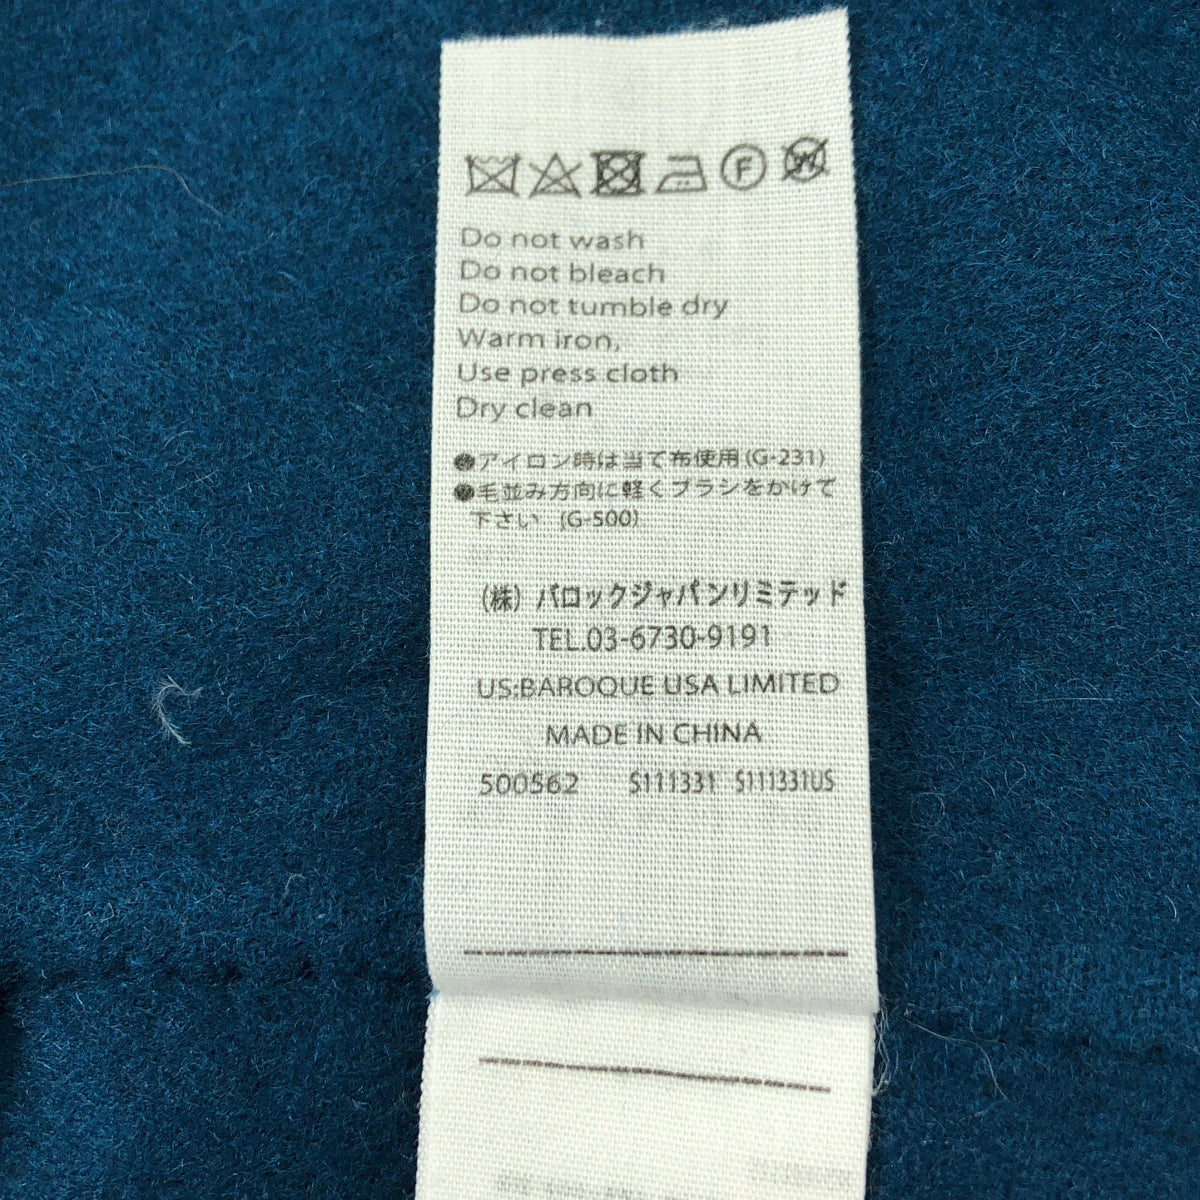 F W
Do not wash
Do not bleach
Do not tumble dry
Warm iron,
Use press cloth
Dry clean
●アイロン時は当て布使用(G-231)
●毛並み方向に軽くブラシをかけて
下さい (G-500)
(株) バロックジャパンリミテッド
TEL.03-6730-9191
US:BAROQUE USA LIMITED
MADE IN CHINA
500562 S111331 S111331US